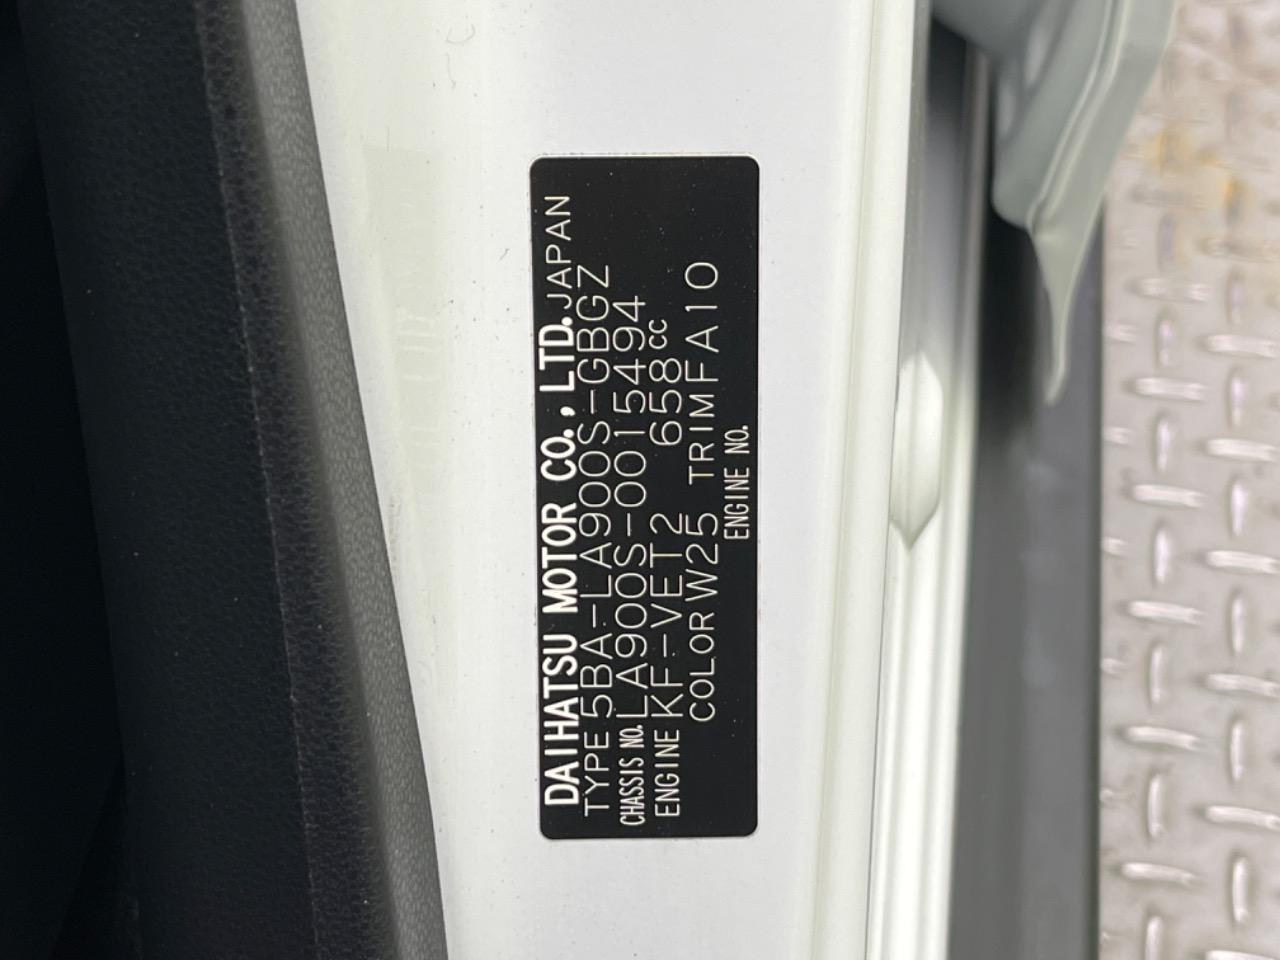 DAIHATSU MOTOR CO., LTD. JAPAN
TYPE 5BA-LA900S-GBGZ
CHASSIS NO. LA900S-0015494
ENGINE KF-VET2 658cc
COLOR W25 TRIM FA10
ENGINE NO.